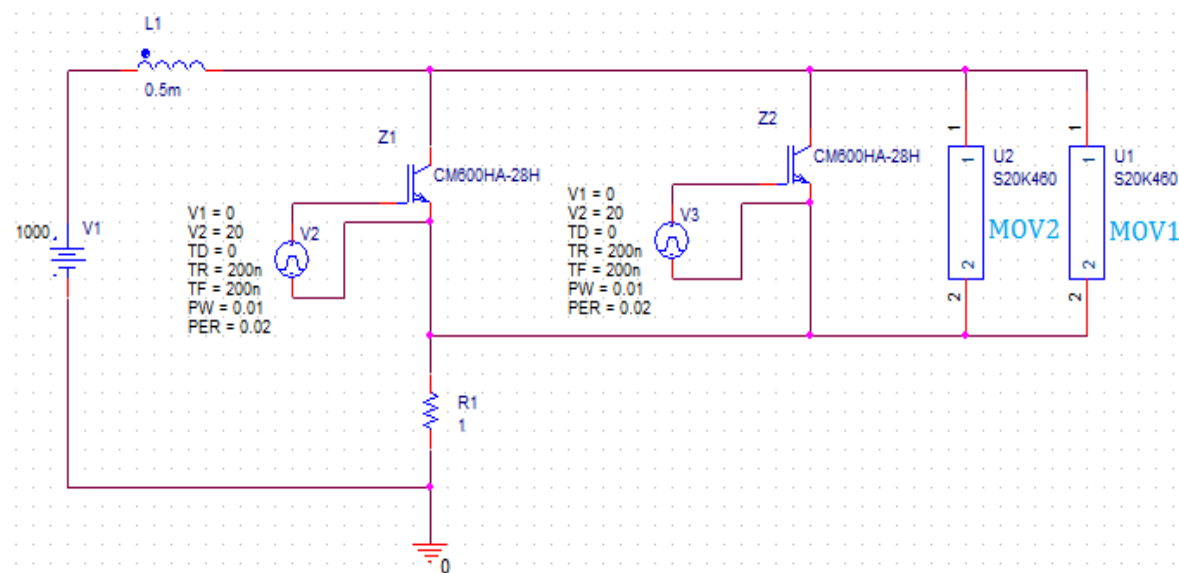 L1
0.5m
Z1
CM600HA-28H
Z2
CM600HA-28H
V1 = 0
V2 = 20
TD = 0
TR = 200n
TF = 200n
PW = 0.01
PER = 0.02
V2
V1 = 0
V2 = 20
TD = 0
TR = 200n
TF = 200n
PW = 0.01
PER = 0.02
V3
1000
V1
1
1
U2
S20K460
MOV2
2
2
1
1
U1
S20K460
MOV1
2
2
R1
1
0